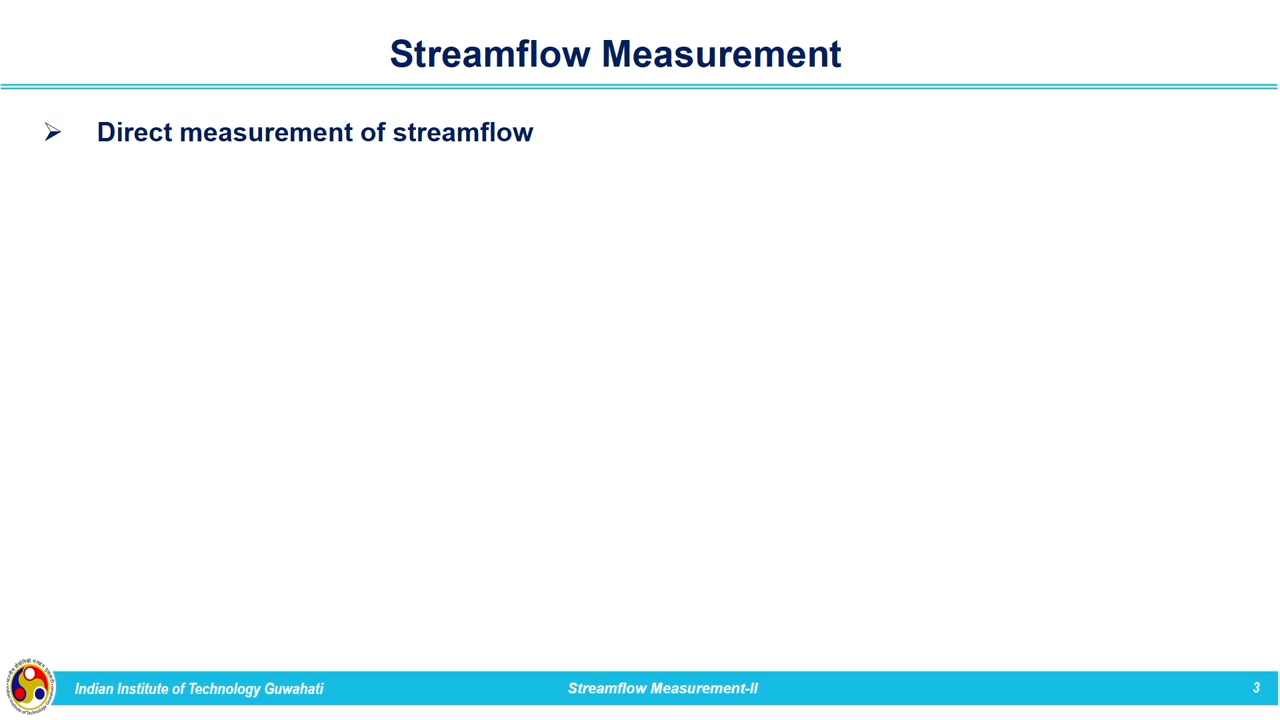 Streamflow Measurement
➢ Direct measurement of streamflow
Indian Institute of Technology Guwahati
Streamflow Measurement-II
3